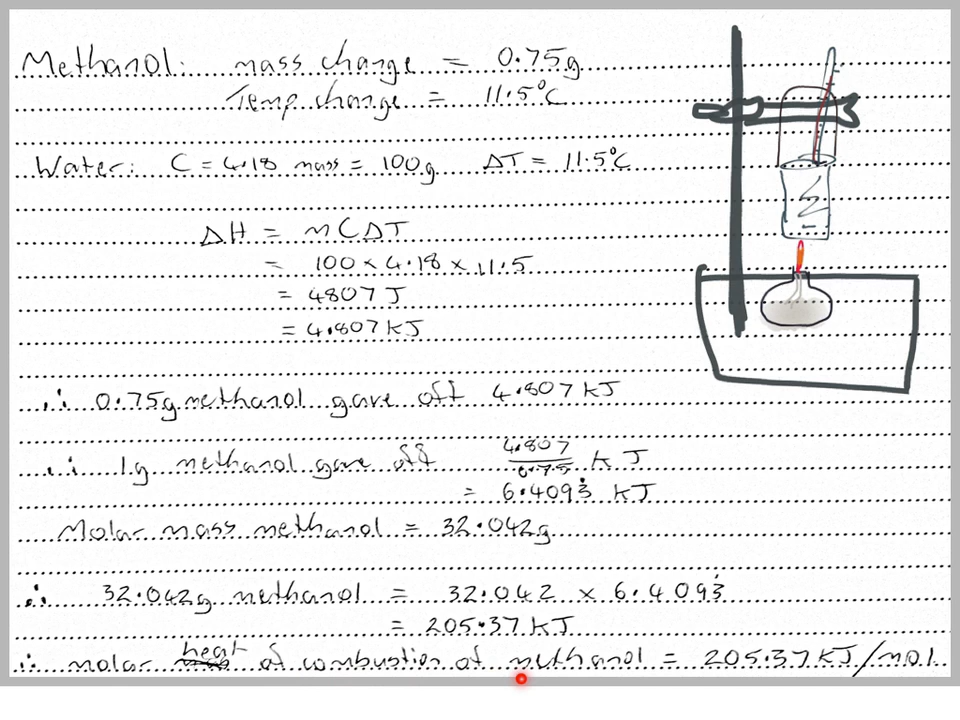 Methanol: mass change = 0.75g
Temp change = 11.5°C
Water: C = 4.18 mass = 100g ΔT = 11.5°C
ΔH = mCΔT
= 100 × 4.18 × 11.5
= 4807 J
= 4.807 KJ
∴ 0.75g methanol gave off 4.807 KJ
∴ 1g methanol gave off 4.807/0.75 KJ
= 6.4093̇ KJ
Molar mass methanol = 32.042g
∴ 32.042g methanol = 32.042 × 6.4093̇
= 205.37 KJ
∴ molar heat of combustion of methanol = 205.37 KJ/mol